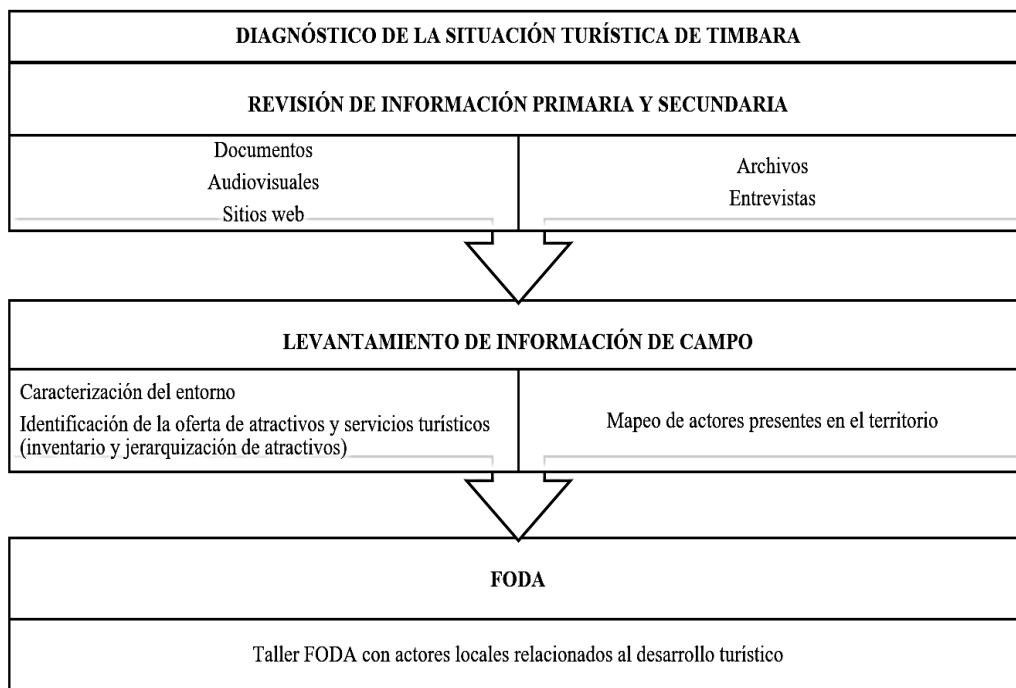 DIAGNÓSTICO DE LA SITUACIÓN TURÍSTICA DE TIMBARA
REVISIÓN DE INFORMACIÓN PRIMARIA Y SECUNDARIA
Documentos
Audiovisuales
Sitios web
Archivos
Entrevistas
LEVANTAMIENTO DE INFORMACIÓN DE CAMPO
Caracterización del entorno
Identificación de la oferta de atractivos y servicios turísticos
(inventario y jerarquización de atractivos)
Mapeo de actores presentes en el territorio
FODA
Taller FODA con actores locales relacionados al desarrollo turístico